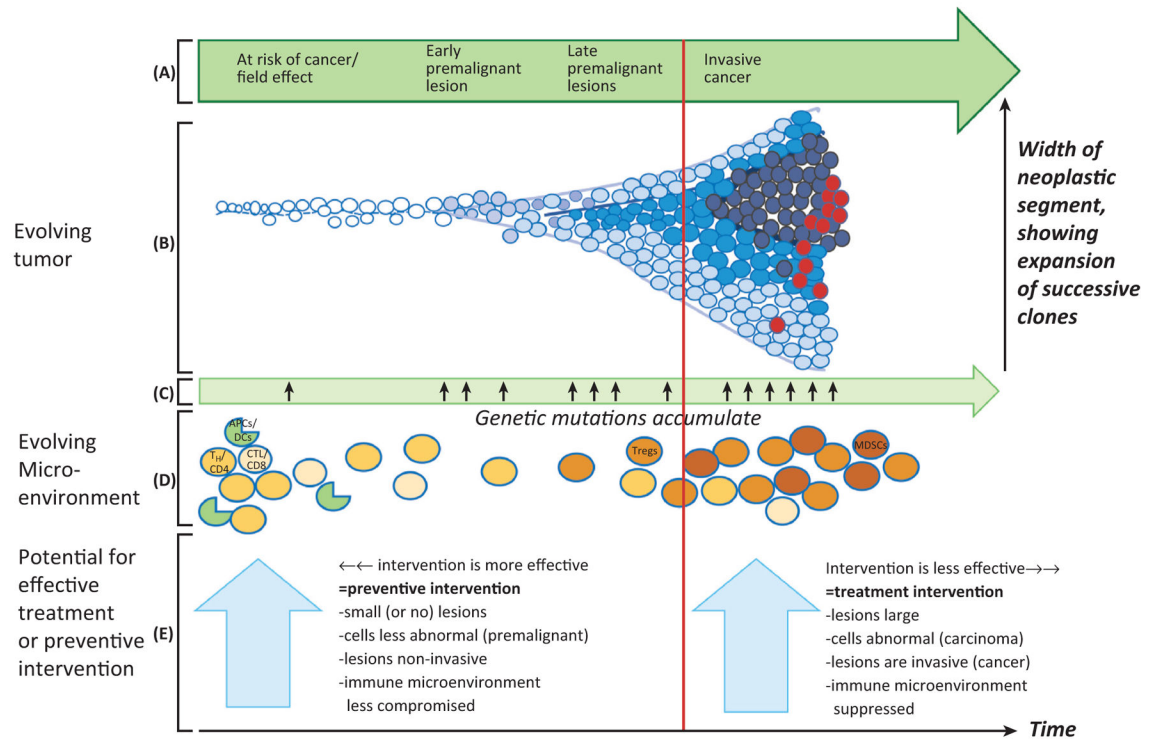 (A)
At risk of cancer/
field effect
Early
premalignant
lesion
Late
premalignant
lesions
Invasive
cancer
Evolving
tumor
(B)
Width of
neoplastic
segment,
showing
expansion
of successive
clones
(C)
Genetic mutations accumulate
Evolving
Micro-
environment
(D)
APCs/
DCs
TH/
CD4
CTL/
CD8
Tregs
MDSCs
Potential for
effective
treatment
or preventive
intervention
(E)
←← intervention is more effective
=preventive intervention
-small (or no) lesions
-cells less abnormal (premalignant)
-lesions non-invasive
-immune microenvironment
less compromised
Intervention is less effective→→
=treatment intervention
-lesions large
-cells abnormal (carcinoma)
-lesions are invasive (cancer)
-immune microenvironment
suppressed
Time